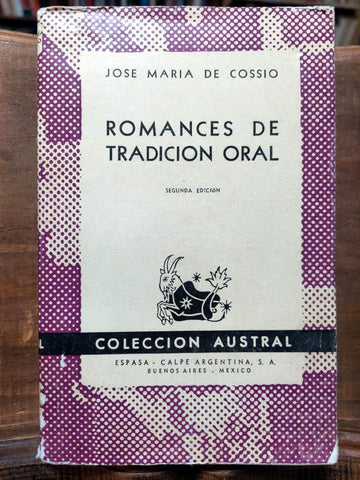 JOSE MARIA DE COSSIO
ROMANCES DE
TRADICION ORAL
SEGUNDA EDICION
L
COLECCION AUSTRAL
ESPASA - CALPE ARGENTINA, S. A.
BUENOS AIRES - MEXICO